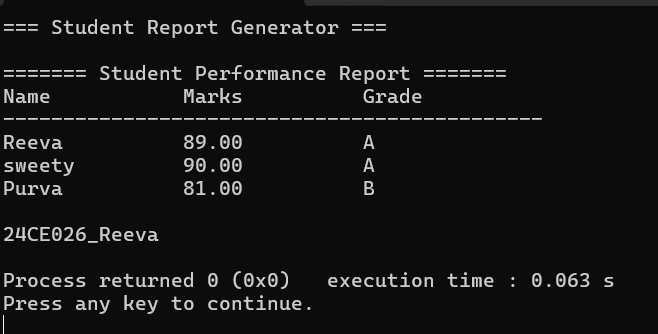 === Student Report Generator ===
======= Student Performance Report =======
Name Marks Grade
---------------------------------------------
Reeva 89.00 A
sweety 90.00 A
Purva 81.00 B
24CE026_Reeva
Process returned 0 (0x0) execution time : 0.063 s
Press any key to continue.